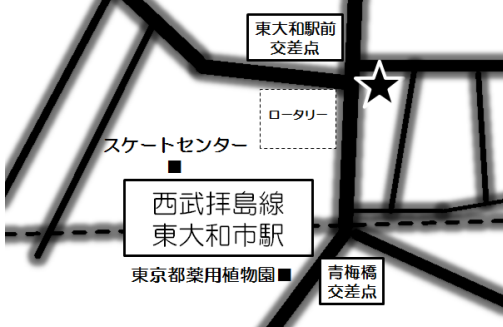 東大和駅前
交差点
ロータリー
スケートセンター
西武拝島線
東大和市駅
東京都薬用植物園
青梅橋
交差点